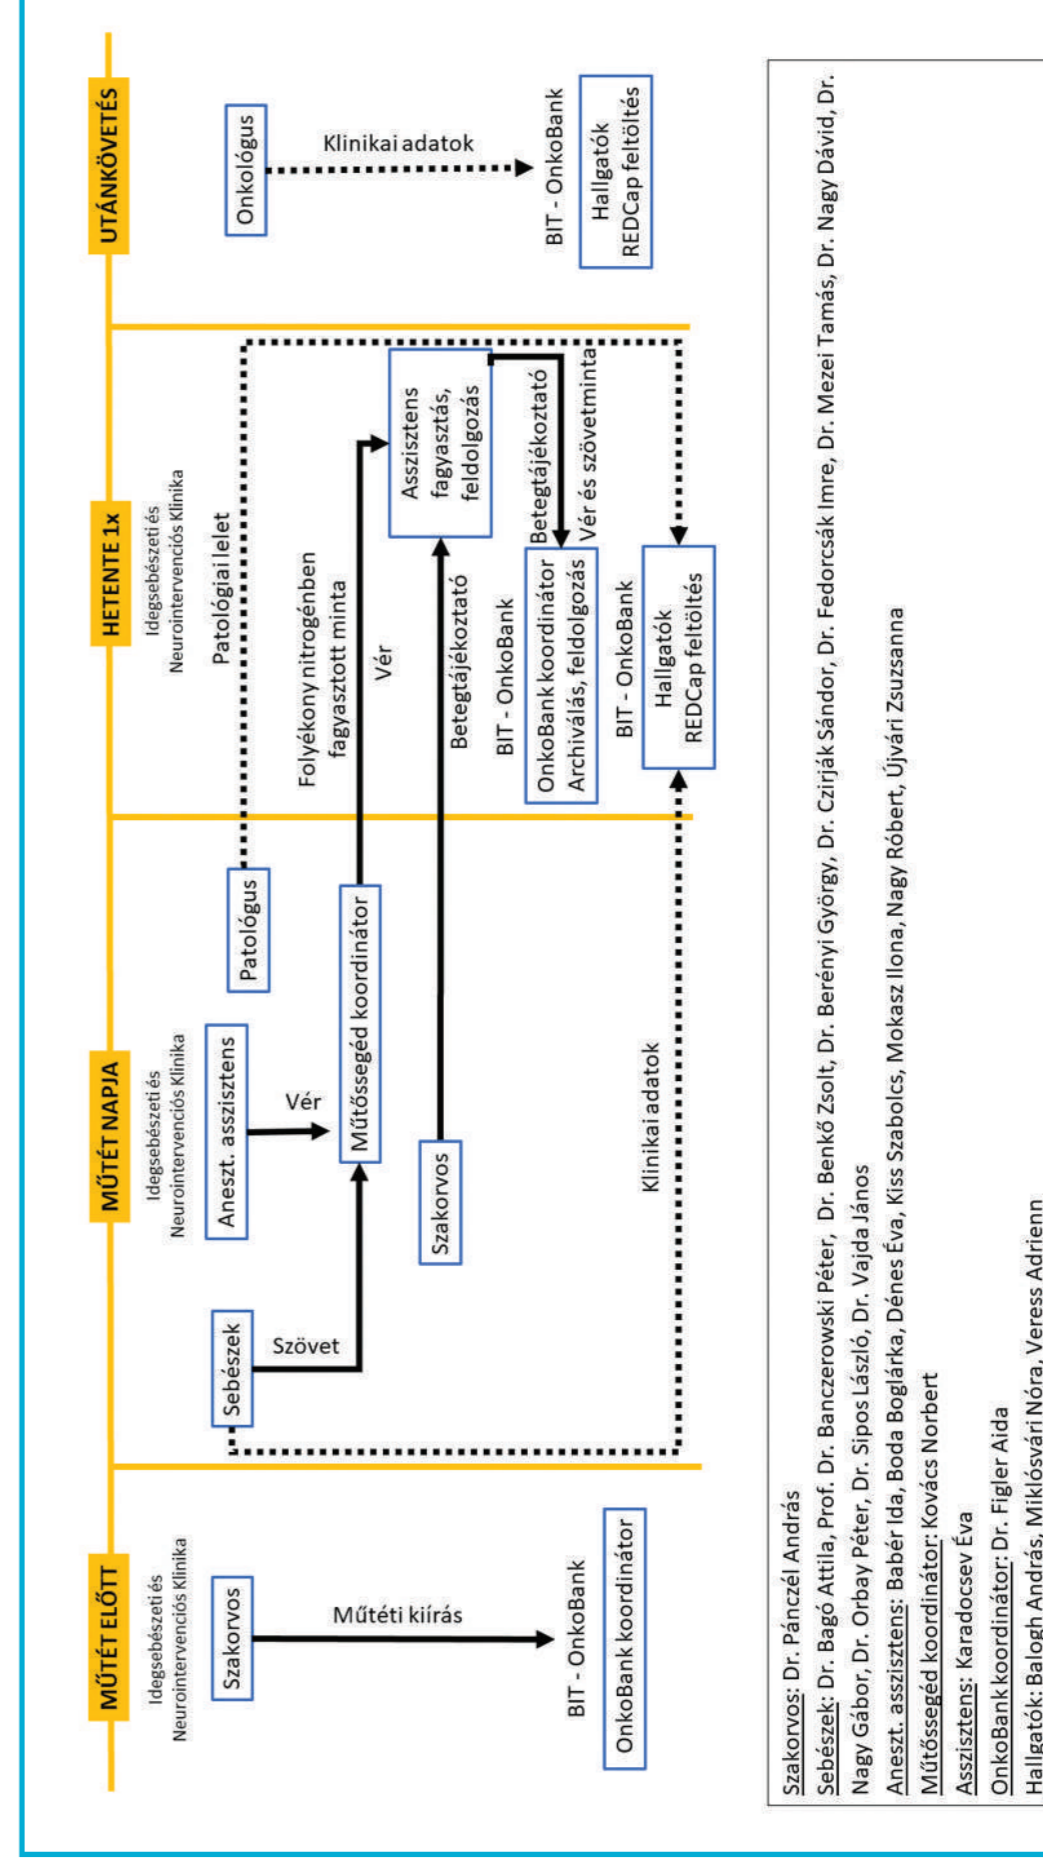 MŰTÉT ELŐTT
Idegsebészeti és
Neurointervenciós Klinika
Szakorvos
Műtéti kiírás
BIT - OnkoBank
OnkoBank koordinátor
MŰTÉT NAPJA
Idegsebészeti és
Neurointervenciós Klinika
Sebészek
Szövet
Aneszt. asszisztens
Vér
Patológus
Műtőssegéd koordinátor
Szakorvos
Klinikai adatok
HETENTE 1x
Idegsebészeti és
Neurointervenciós Klinika
Patológiai lelet
Folyékony nitrogénben
fagyasztott minta
Vér
Betegtájékoztató
Asszisztens
fagyasztás,
feldolgozás
Betegtájékoztató
Vér és szövetminta
BIT - OnkoBank
OnkoBank koordinátor
Archiválás, feldolgozás
BIT - OnkoBank
Hallgatók
REDCap feltöltés
UTÁNKÖVETÉS
Onkológus
Klinikai adatok
BIT - OnkoBank
Hallgatók
REDCap feltöltés
Szakorvos: Dr. Pánczél András
Sebészek: Dr. Bagó Attila, Prof. Dr. Banczerowski Péter, Dr. Benkő Zsolt, Dr. Berényi György, Dr. Czirják Sándor, Dr. Fedorcsák Imre, Dr. Mezei Tamás, Dr. Nagy Dávid, Dr.
Nagy Gábor, Dr. Orbay Péter, Dr. Sipos László, Dr. Vajda János
Aneszt. asszisztens: Babér Ida, Boda Boglárka, Dénes Éva, Kiss Szabolcs, Mokasz Ilona, Nagy Róbert, Újvári Zsuzsanna
Műtőssegéd koordinátor: Kovács Norbert
Asszisztens: Karadocsev Éva
OnkoBank koordinátor: Dr. Figler Aida
Hallgatók: Balogh András, Miklósvári Nóra, Veress Adrienn